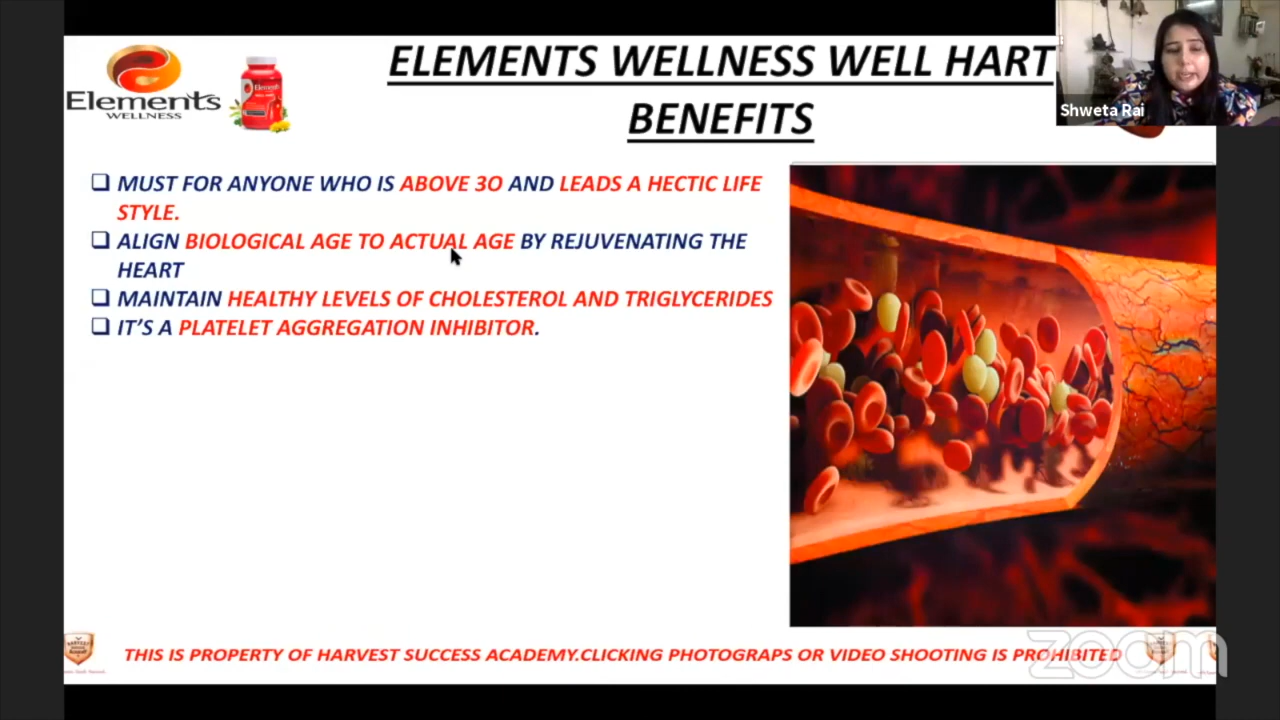 ELEMENTS WELLNESS WELL HART
BENEFITS
Elements
WELLNESS
Elements
Shweta Rai
❑ MUST FOR ANYONE WHO IS ABOVE 3O AND LEADS A HECTIC LIFE
STYLE.
❑ ALIGN BIOLOGICAL AGE TO ACTUAL AGE BY REJUVENATING THE
HEART
❑ MAINTAIN HEALTHY LEVELS OF CHOLESTEROL AND TRIGLYCERIDES
❑ IT’S A PLATELET AGGREGATION INHIBITOR.
THIS IS PROPERTY OF HARVEST SUCCESS ACADEMY.CLICKING PHOTOGRAPS OR VIDEO SHOOTING IS PROHIBITED
zoom